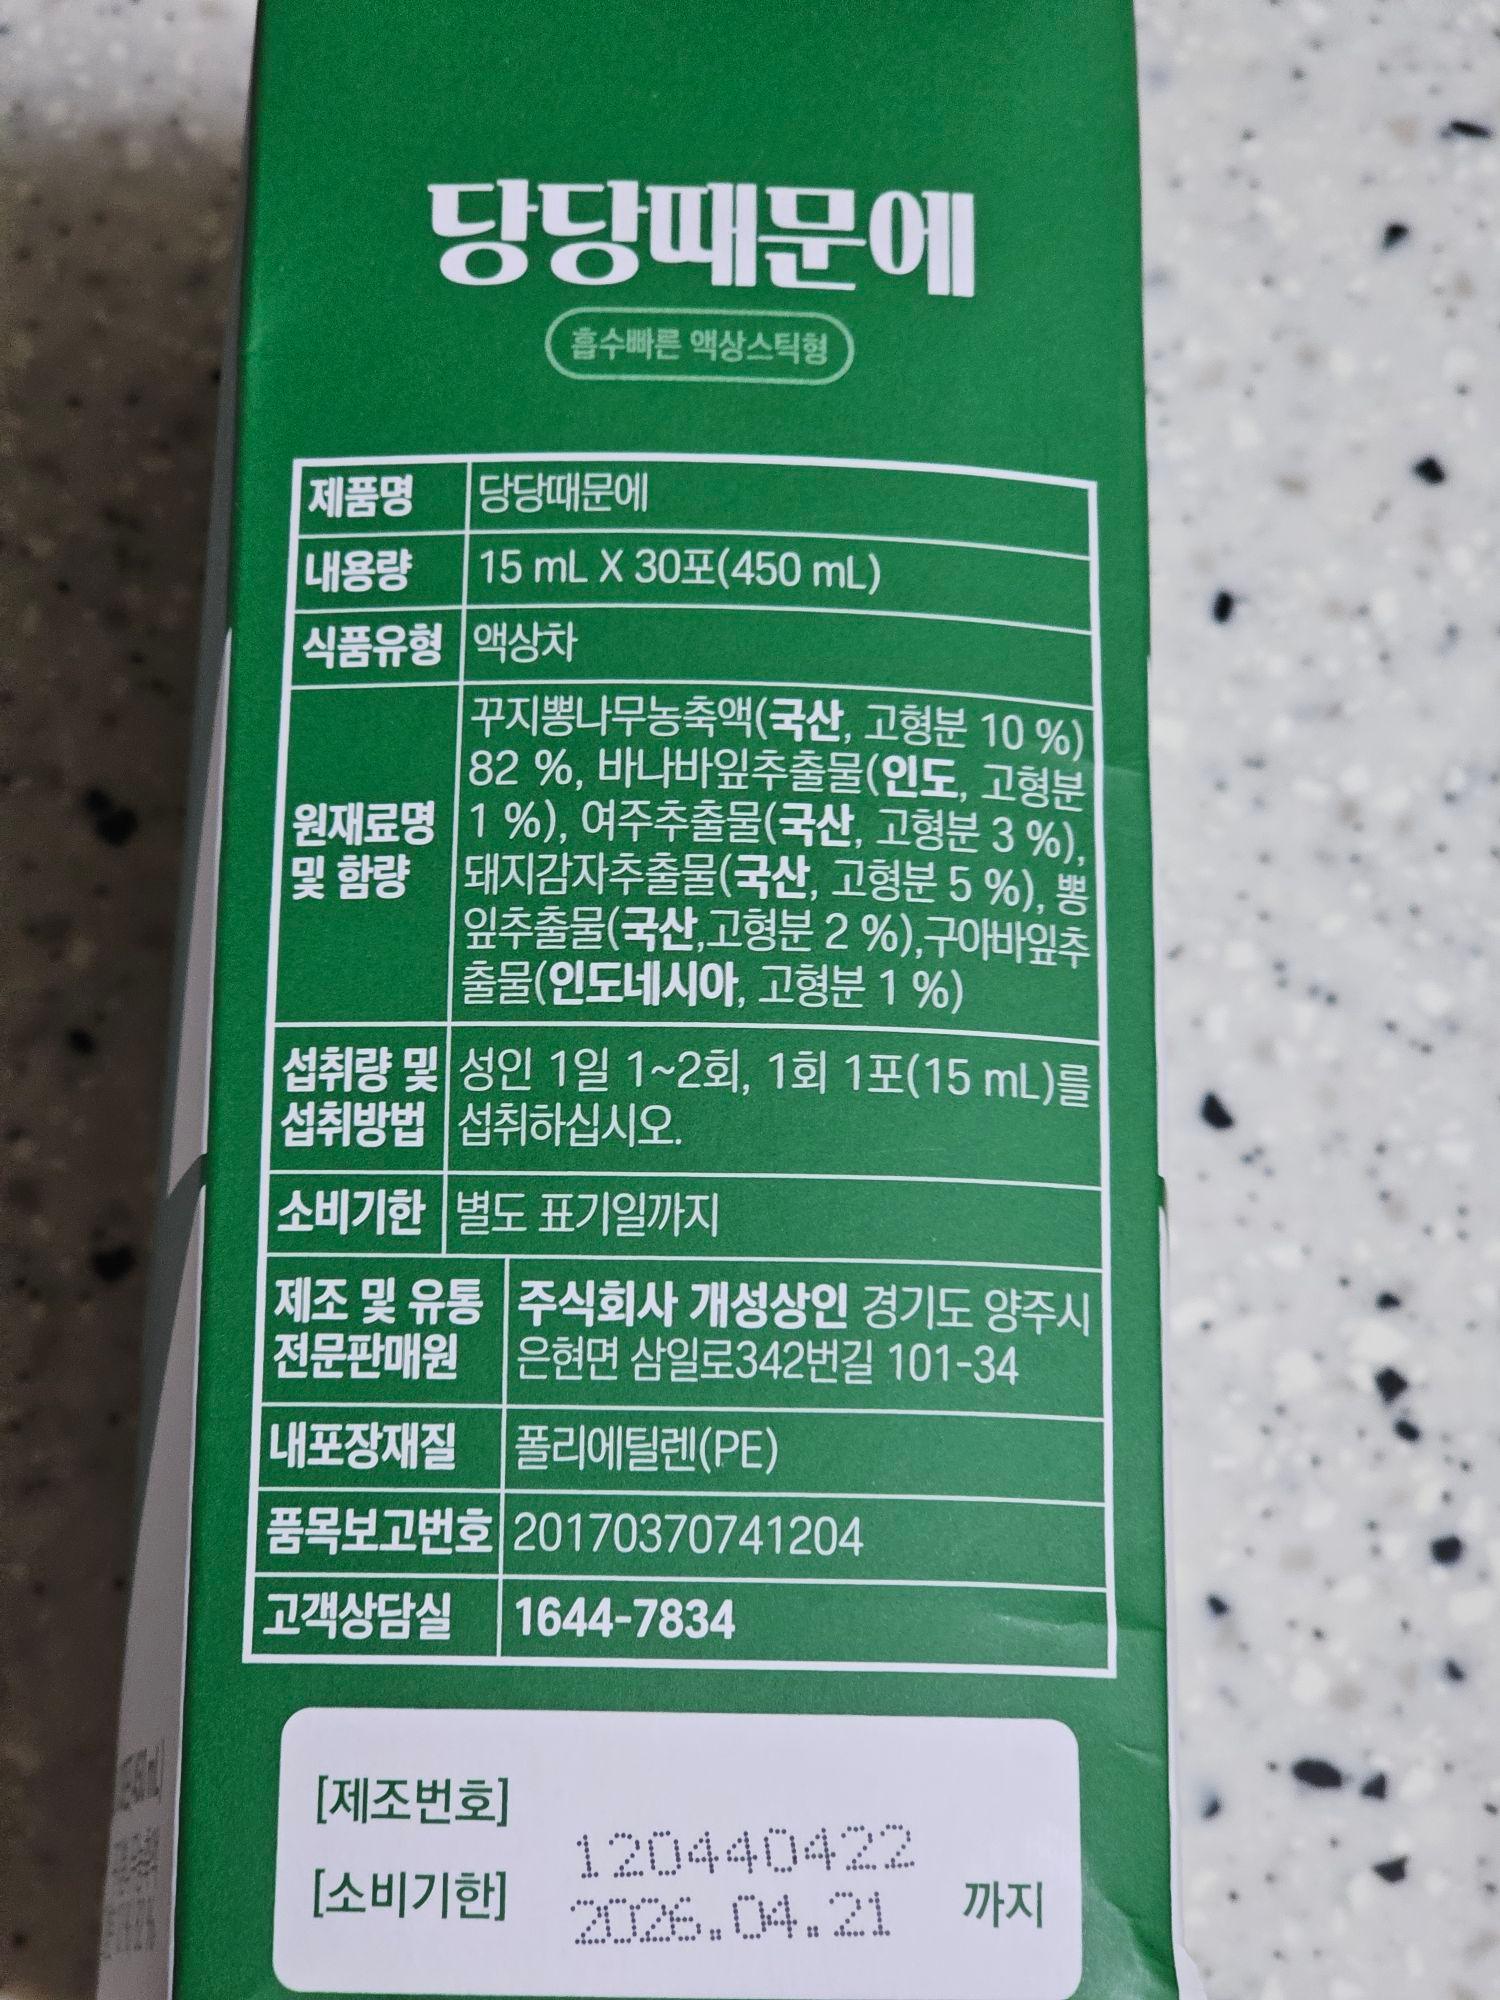 당당때문에
흡수빠른 액상스틱형
제품명 당당때문에
내용량 15 mL X 30포(450 mL)
식품유형 액상차
원재료명 및 함량
꾸지뽕나무농축액(국산, 고형분 10 %)
82 %, 바나바잎추출물(인도, 고형분
1 %), 여주추출물(국산, 고형분 3 %),
돼지감자추출물(국산, 고형분 5 %), 뽕
잎추출물(국산,고형분 2 %),구아바잎추
출물(인도네시아, 고형분 1 %)
섭취량 및 섭취방법
성인 1일 1~2회, 1회 1포(15 mL)를
섭취하십시오.
소비기한 별도 표기일까지
제조 및 유통 전문판매원
주식회사 개성상인 경기도 양주시
은현면 삼일로342번길 101-34
내포장재질 폴리에틸렌(PE)
품목보고번호 20170370741204
고객상담실 1644-7834
[제조번호] 120440422
[소비기한] 2026.04.21 까지